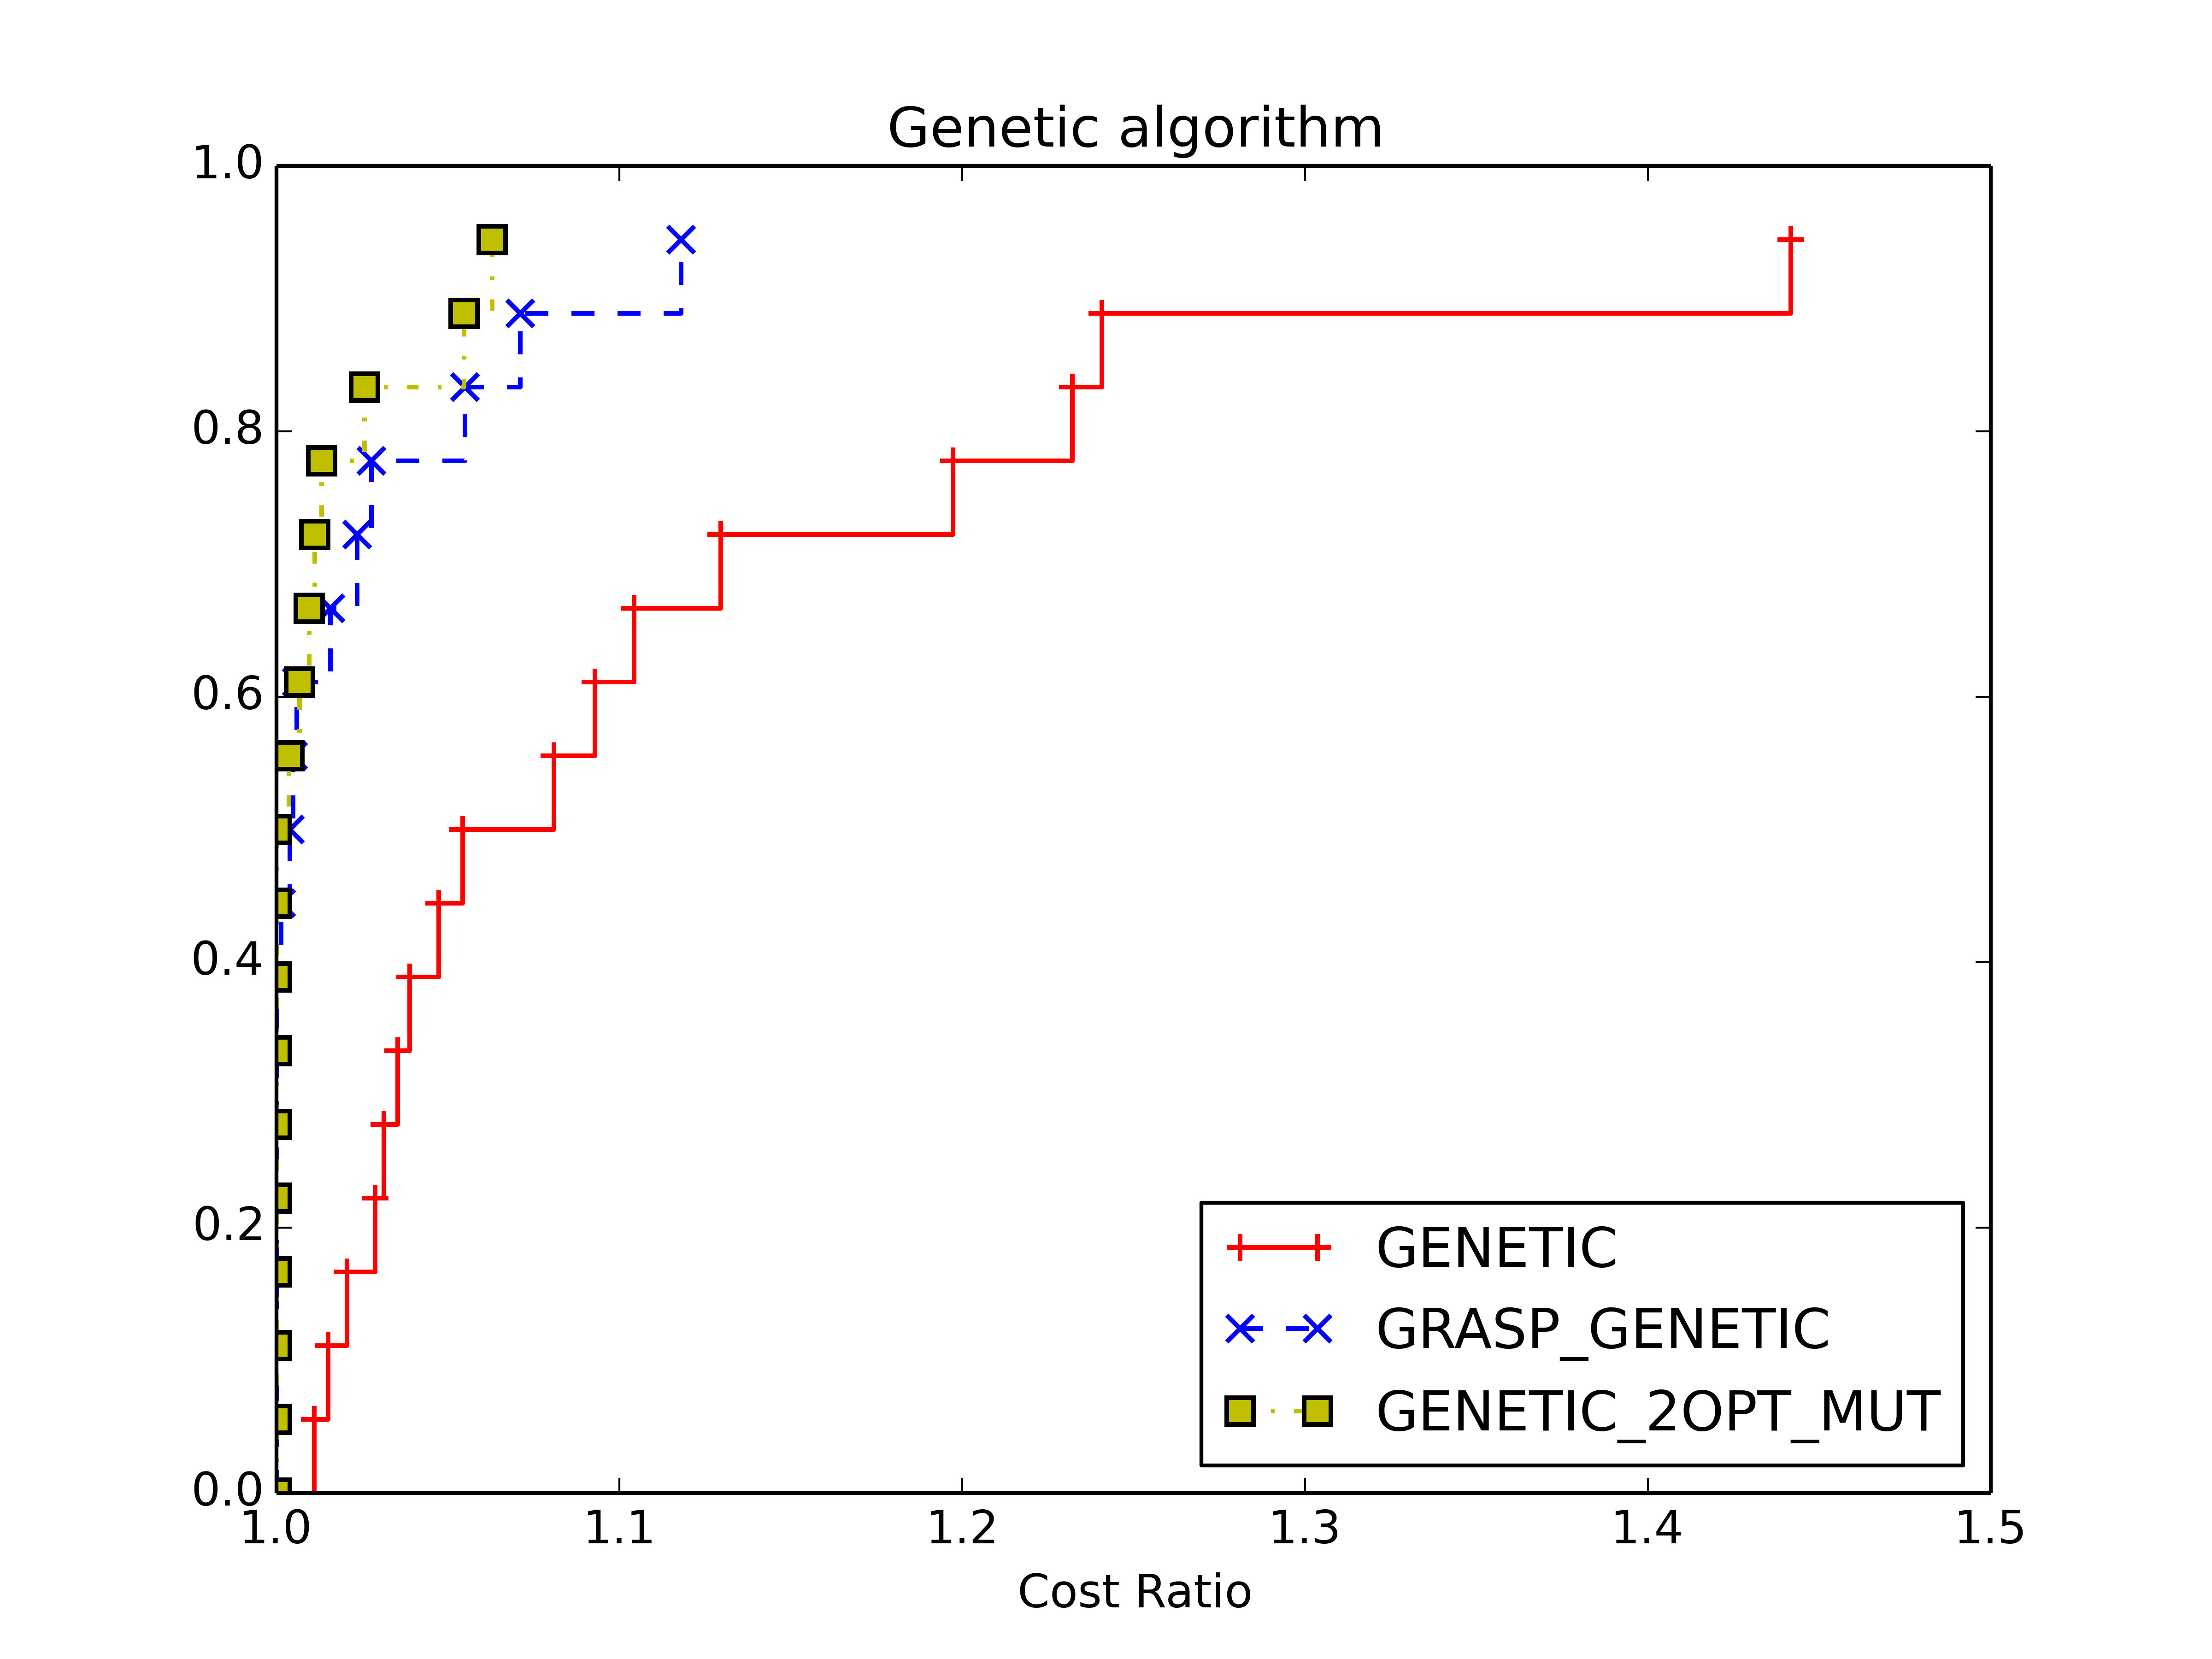 Genetic algorithm
1.0
0.8
0.6
0.4
0.2
0.0
1.0 1.1 1.2 1.3 1.4 1.5
Cost Ratio
GENETIC
GRASP_GENETIC
GENETIC_2OPT_MUT